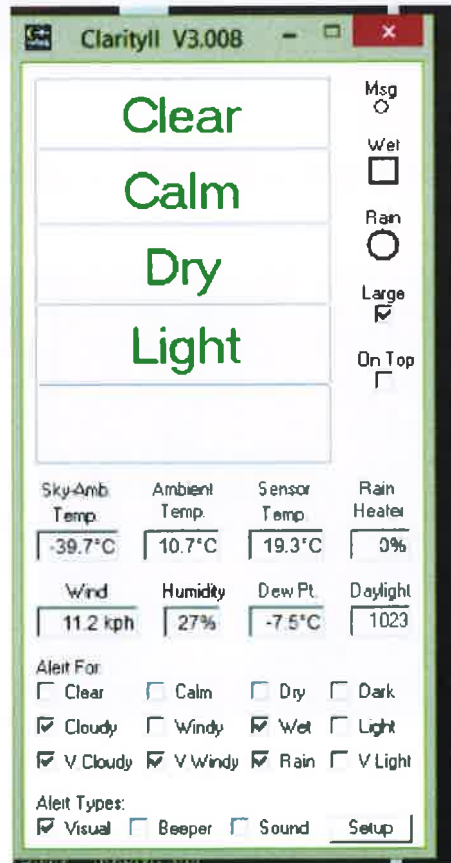 ClarityII V3.008
Clear
Msg
Calm
Wet
Dry
Rain
Large
Light
On Top
Sky-Amb. Ambient Sensor Rain
Temp. Temp. Temp. Heater
-39.7°C 10.7°C 19.3°C 0%
Wind Humidity Dew Pt. Daylight
11.2 kph 27% -7.5°C 1023
Alert For:
Clear Calm Dry Dark
Cloudy Windy Wet Light
V Cloudy V Windy Rain V Light
Alert Types:
Visual Beeper Sound Setup